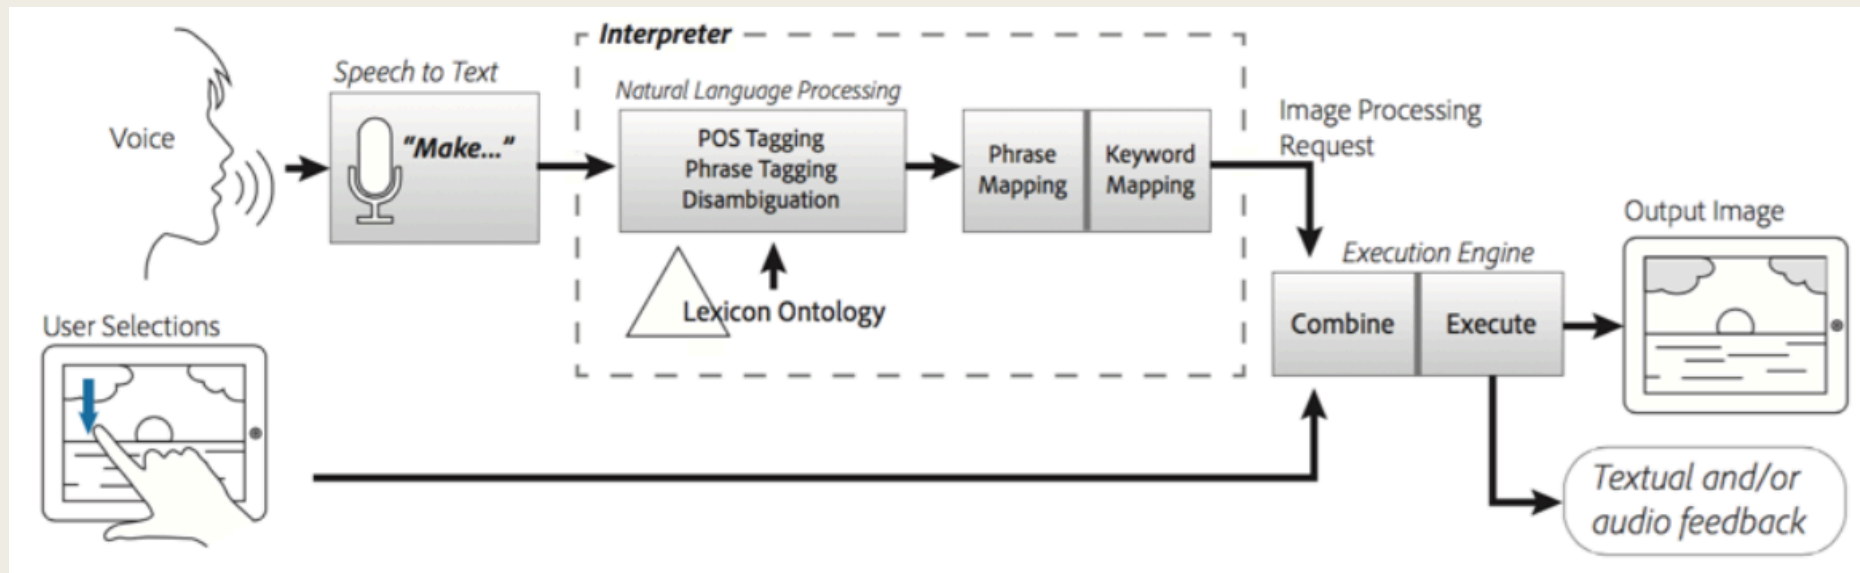 Interpreter
Speech to Text
Natural Language Processing
Voice
"Make..."
POS Tagging
Phrase Tagging
Disambiguation
Phrase
Mapping
Keyword
Mapping
Image Processing
Request
Lexicon Ontology
Output Image
Execution Engine
Combine
Execute
User Selections
Textual and/or
audio feedback